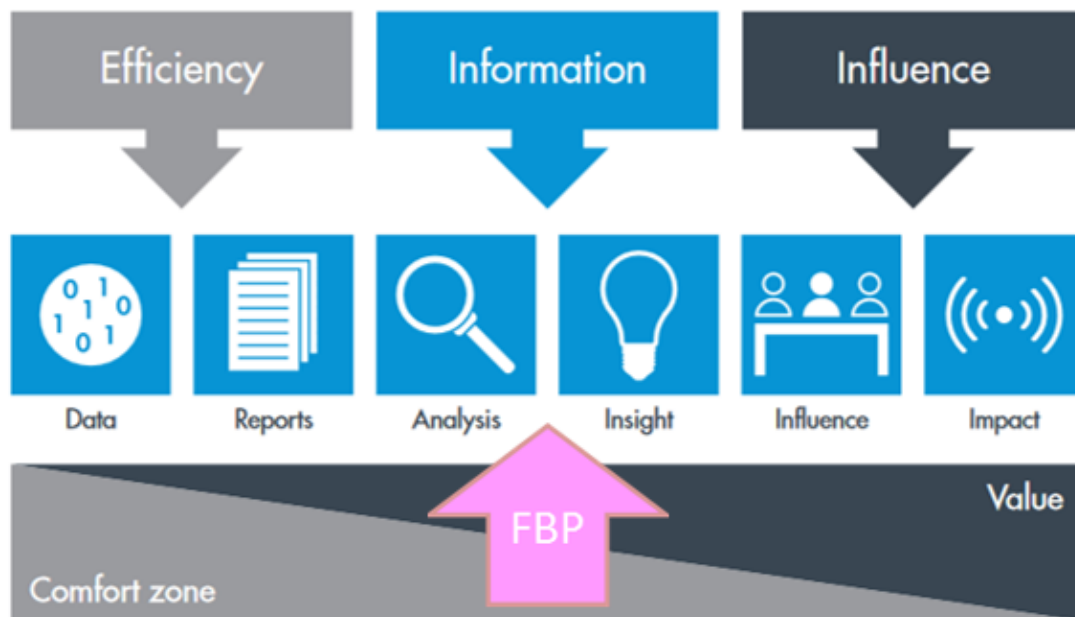 Efficiency
Information
Influence
0 1
1 1 0
0 1
Data
Reports
Analysis
Insight
Influence
Impact
Value
FBP
Comfort zone